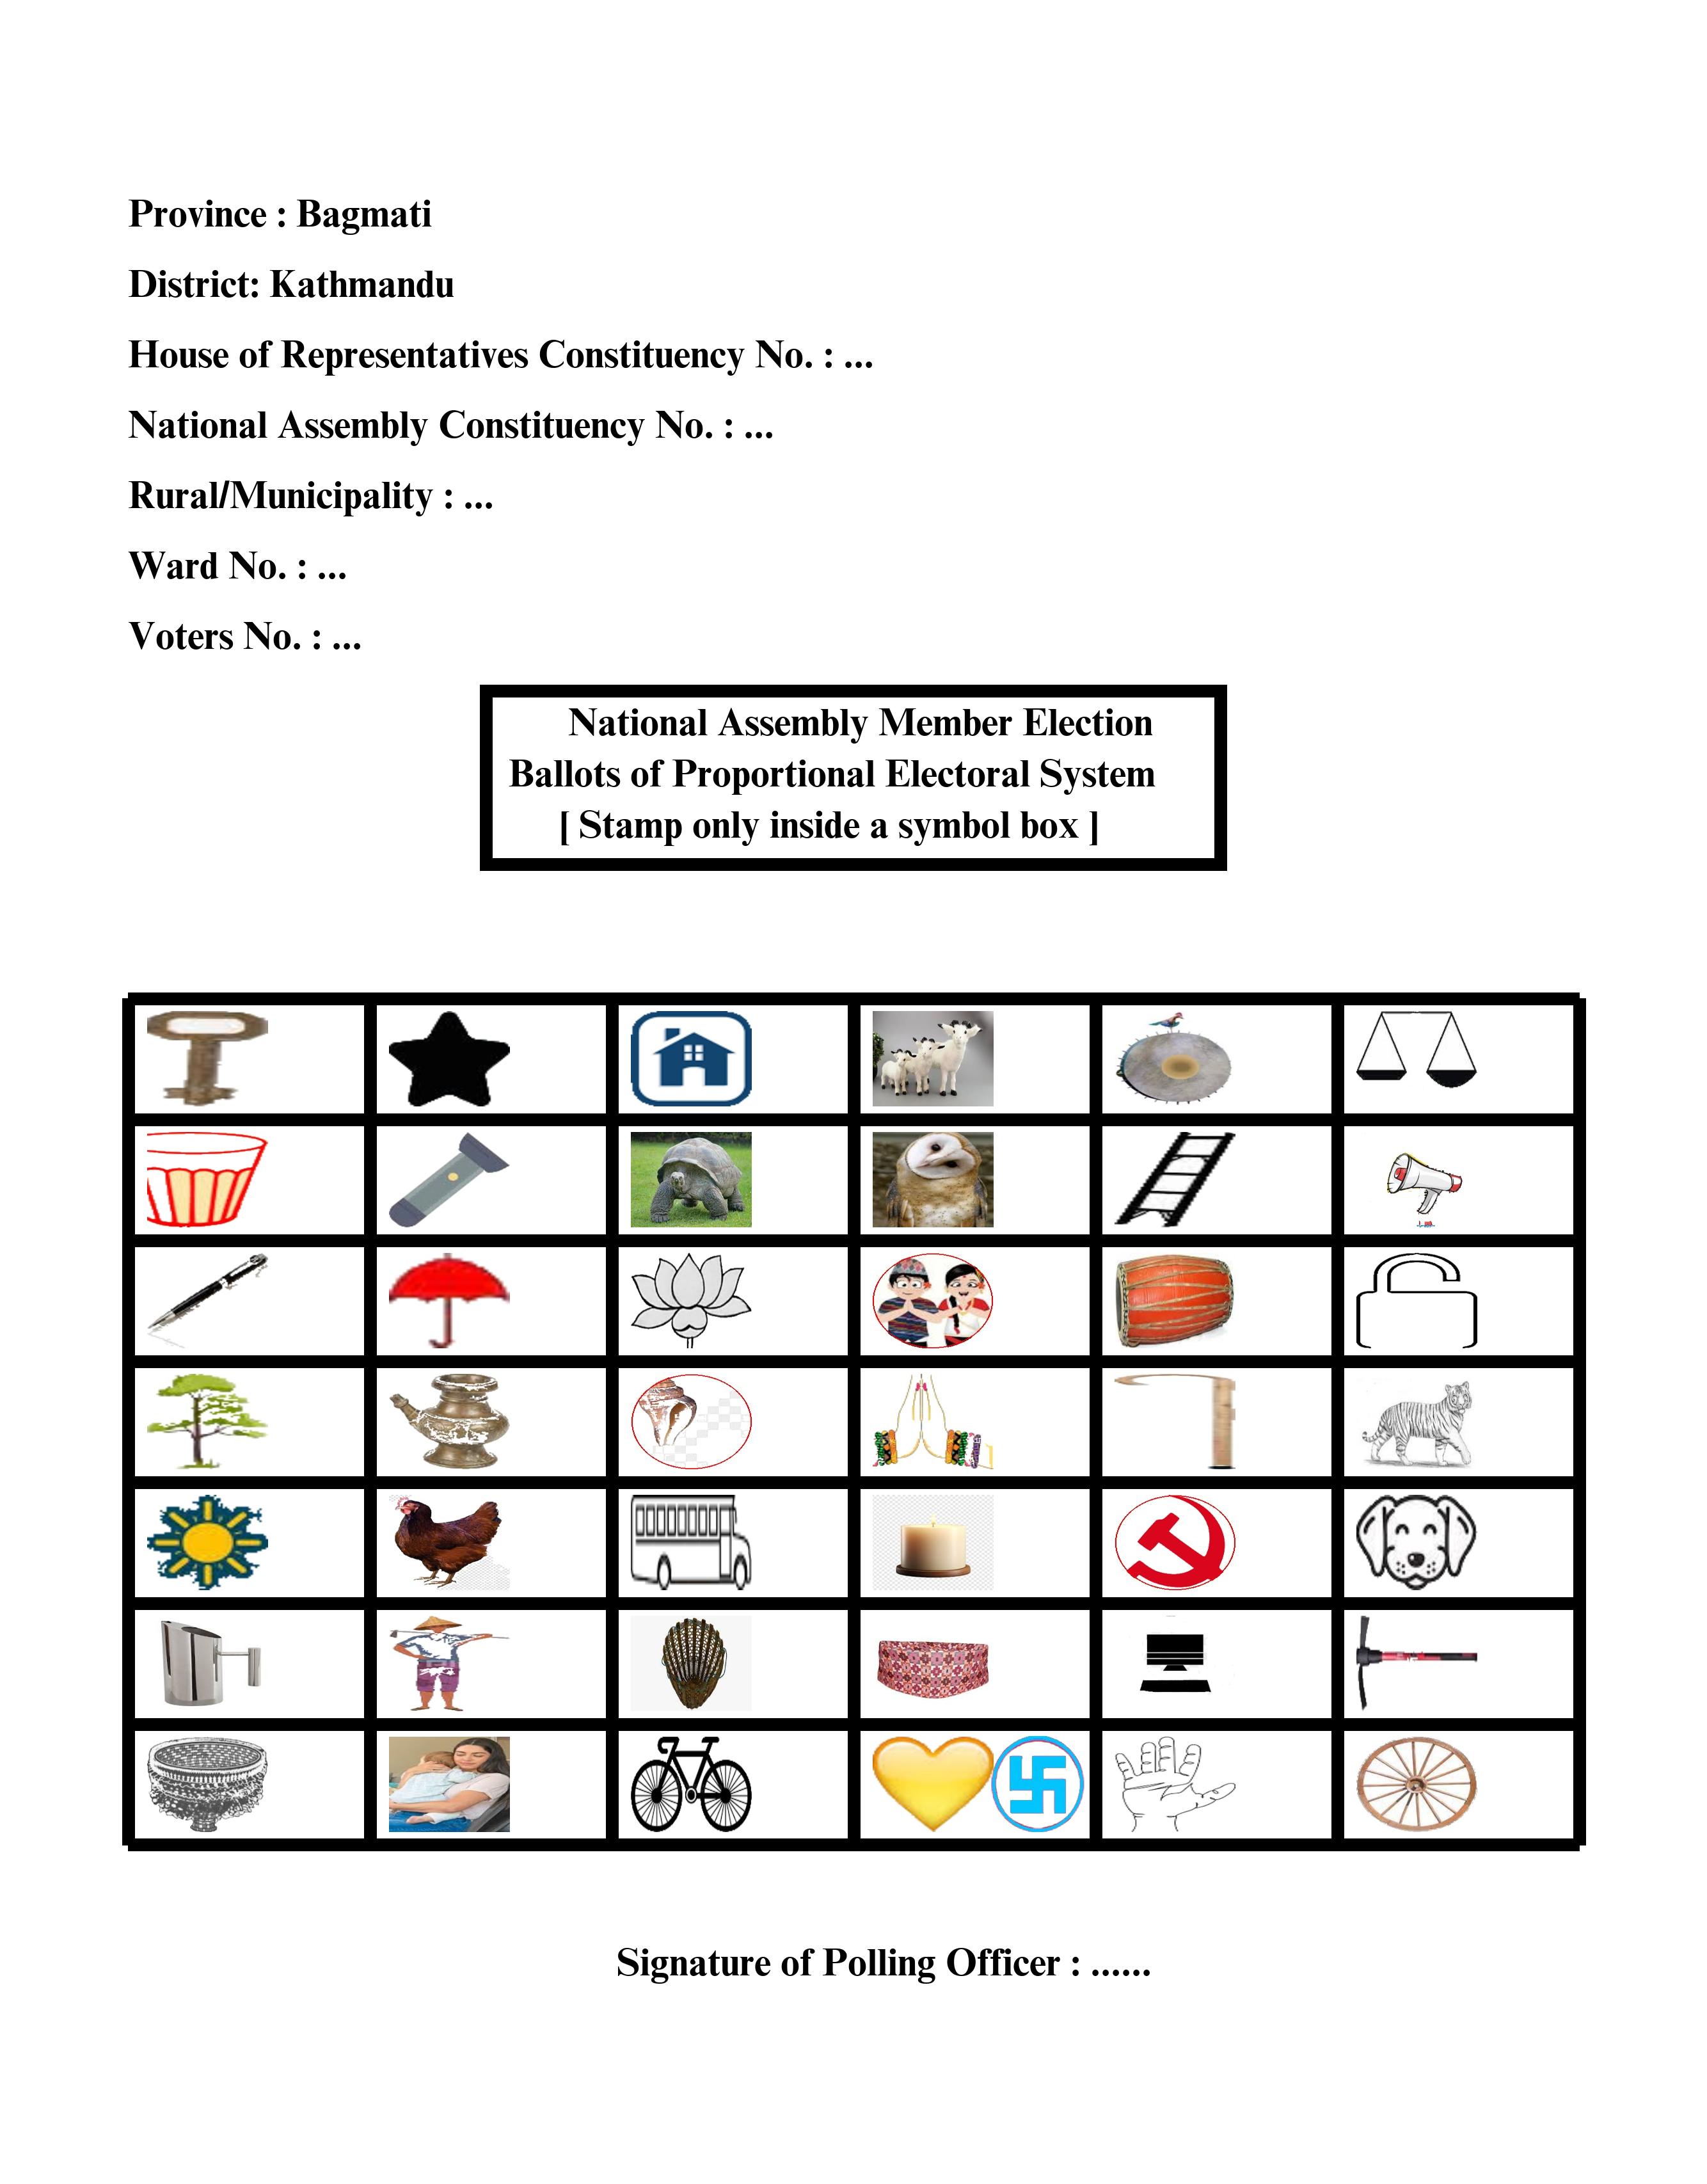 Province : Bagmati
District: Kathmandu
House of Representatives Constituency No. : ...
National Assembly Constituency No. : ...
Rural/Municipality : ...
Ward No. : ...
Voters No. : ...
National Assembly Member Election
Ballots of Proportional Electoral System
[ Stamp only inside a symbol box ]
Signature of Polling Officer : ......